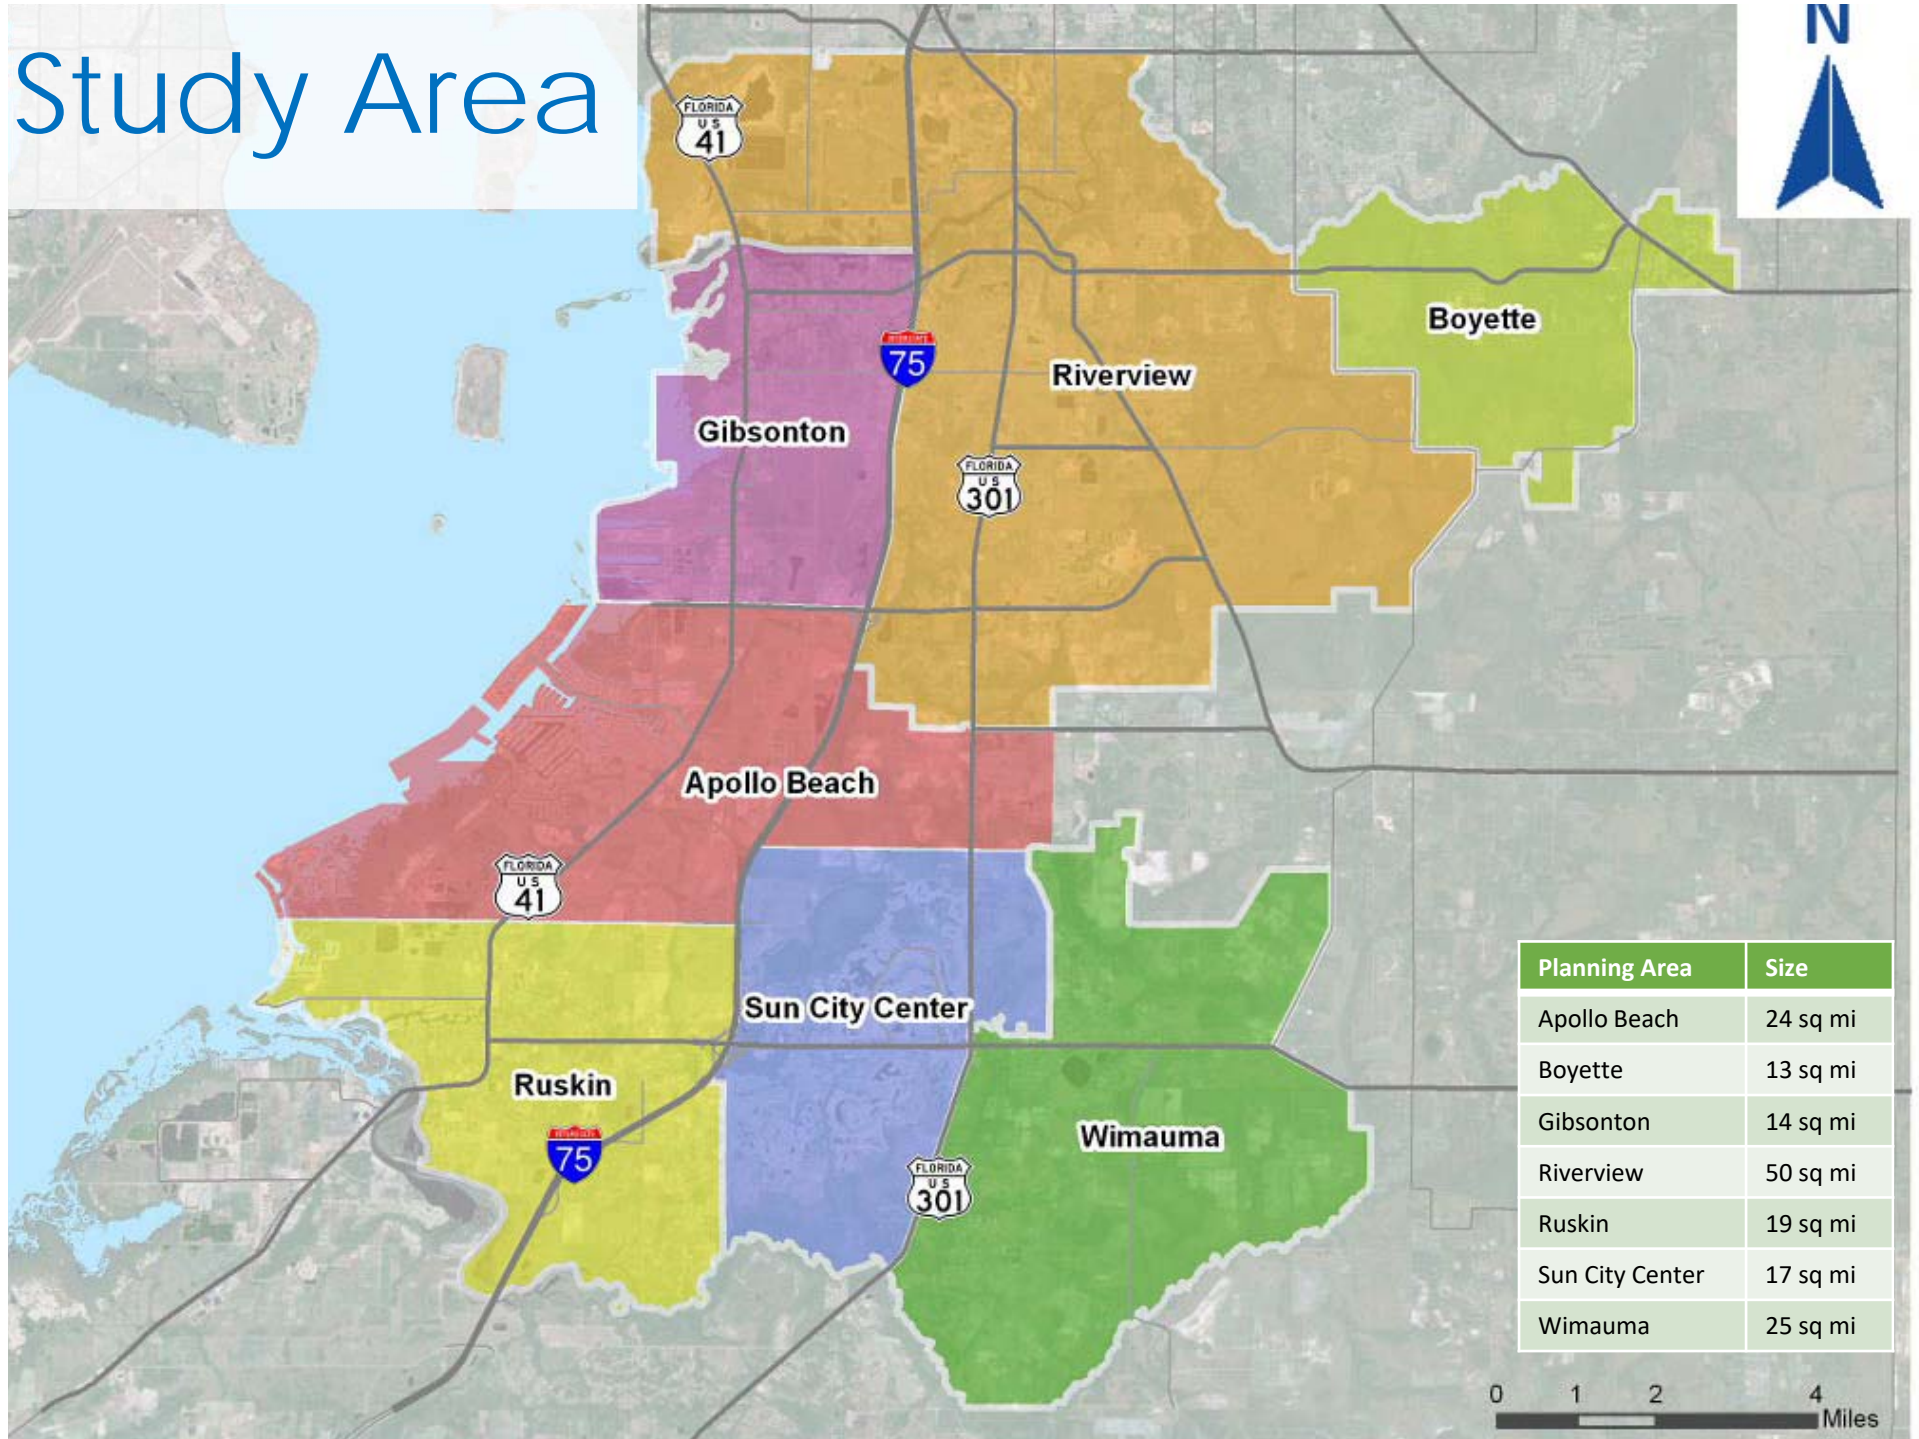 Study Area
N
FLORIDA
US
41
Boyette
INTERSTATE
75
Riverview
Gibsonton
FLORIDA
US
301
Apollo Beach
FLORIDA
US
41
Sun City Center
Ruskin
INTERSTATE
75
Wimauma
FLORIDA
US
301
Planning Area Size
Apollo Beach 24 sq mi
Boyette 13 sq mi
Gibsonton 14 sq mi
Riverview 50 sq mi
Ruskin 19 sq mi
Sun City Center 17 sq mi
Wimauma 25 sq mi
0 1 2 4
Miles